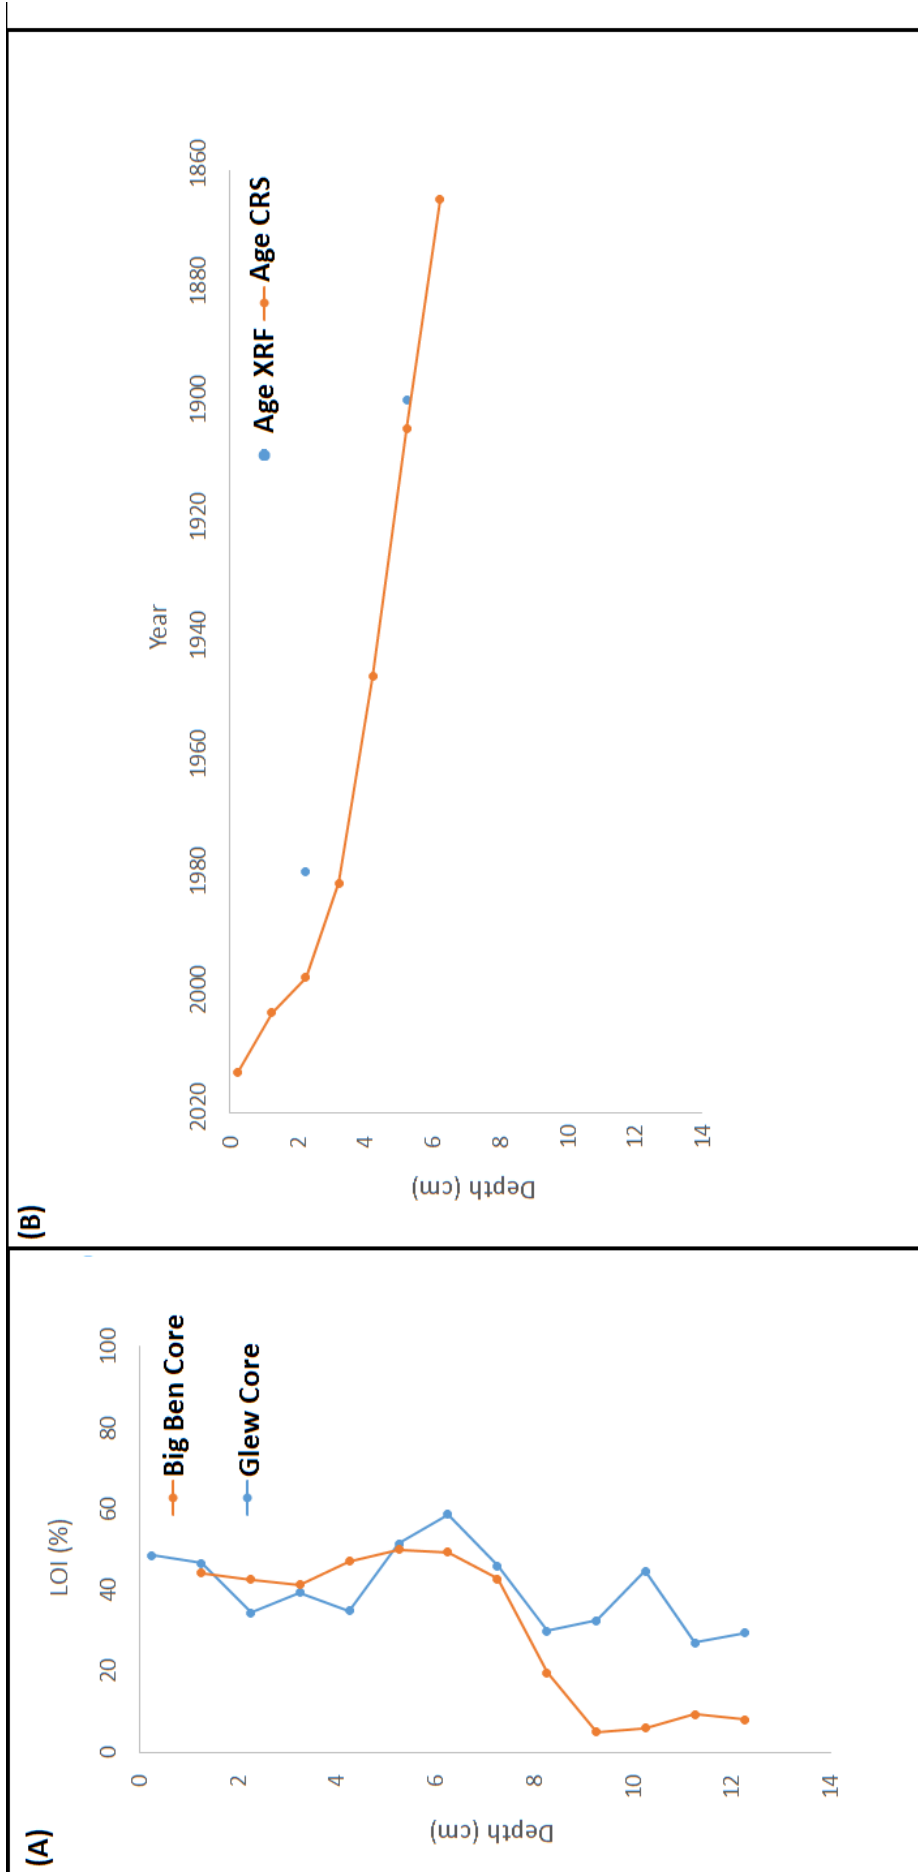 (A)
LOI (%)
0 20 40 60 80 100
Depth (cm)
0
2
4
6
8
10
12
14
Big Ben Core
Glew Core
(B)
Year
2020 2000 1980 1960 1940 1920 1900 1880 1860
Depth (cm)
0
2
4
6
8
10
12
14
Age XRF Age CRS